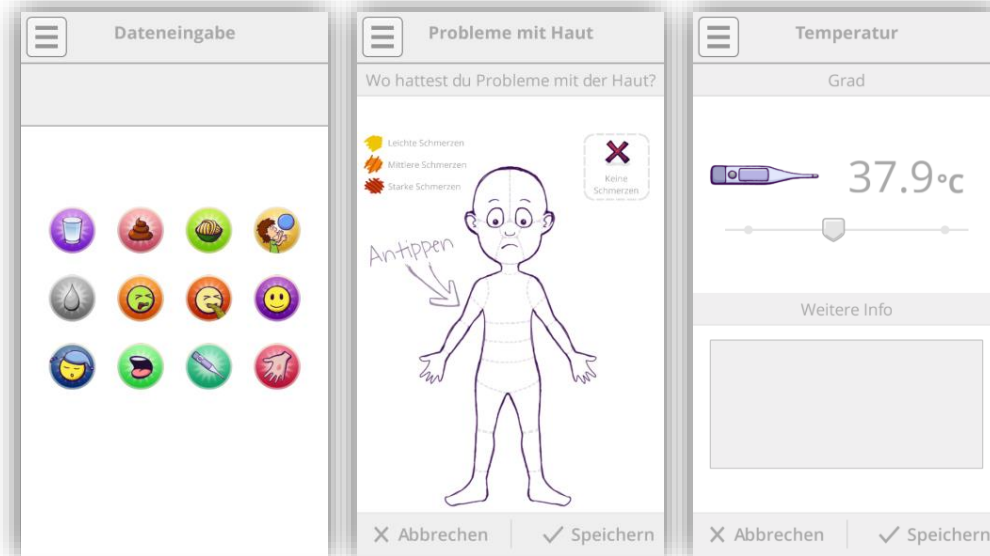 Dateneingabe
Probleme mit Haut
Wo hattest du Probleme mit der Haut?
Leichte Schmerzen
Mittlere Schmerzen
Starke Schmerzen
Keine
Schmerzen
Antippen
Abbrechen
Speichern
Temperatur
Grad
37.9°C
Weitere Info
Abbrechen
Speichern